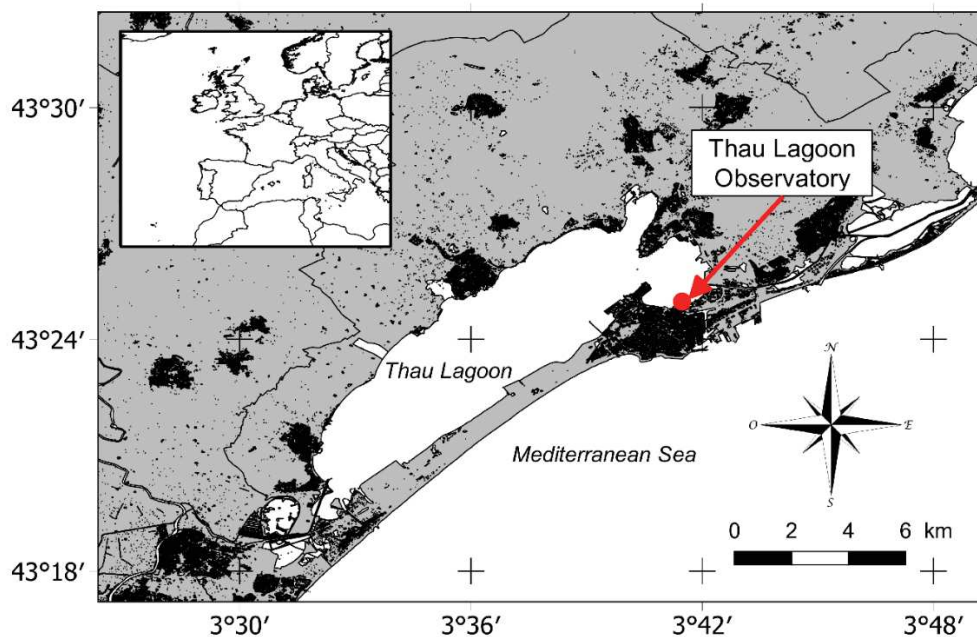 43°30'
43°24'
43°18'
3°30'
3°36'
3°42'
3°48'
Thau Lagoon
Observatory
Thau Lagoon
Mediterranean Sea
N
O
E
S
0 2 4 6 km